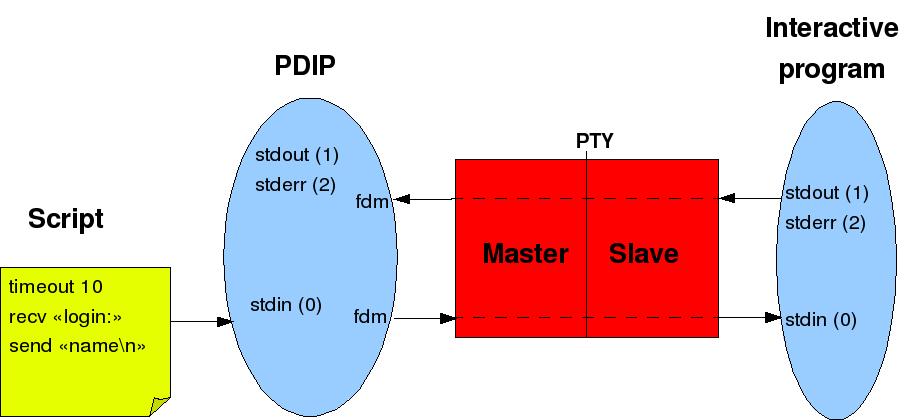 Interactive
program
PDIP
PTY
stdout (1)
stderr (2)
fdm
stdout (1)
stderr (2)
Script
Master
Slave
timeout 10
recv «login:»
send «name\n»
stdin (0)
fdm
stdin (0)